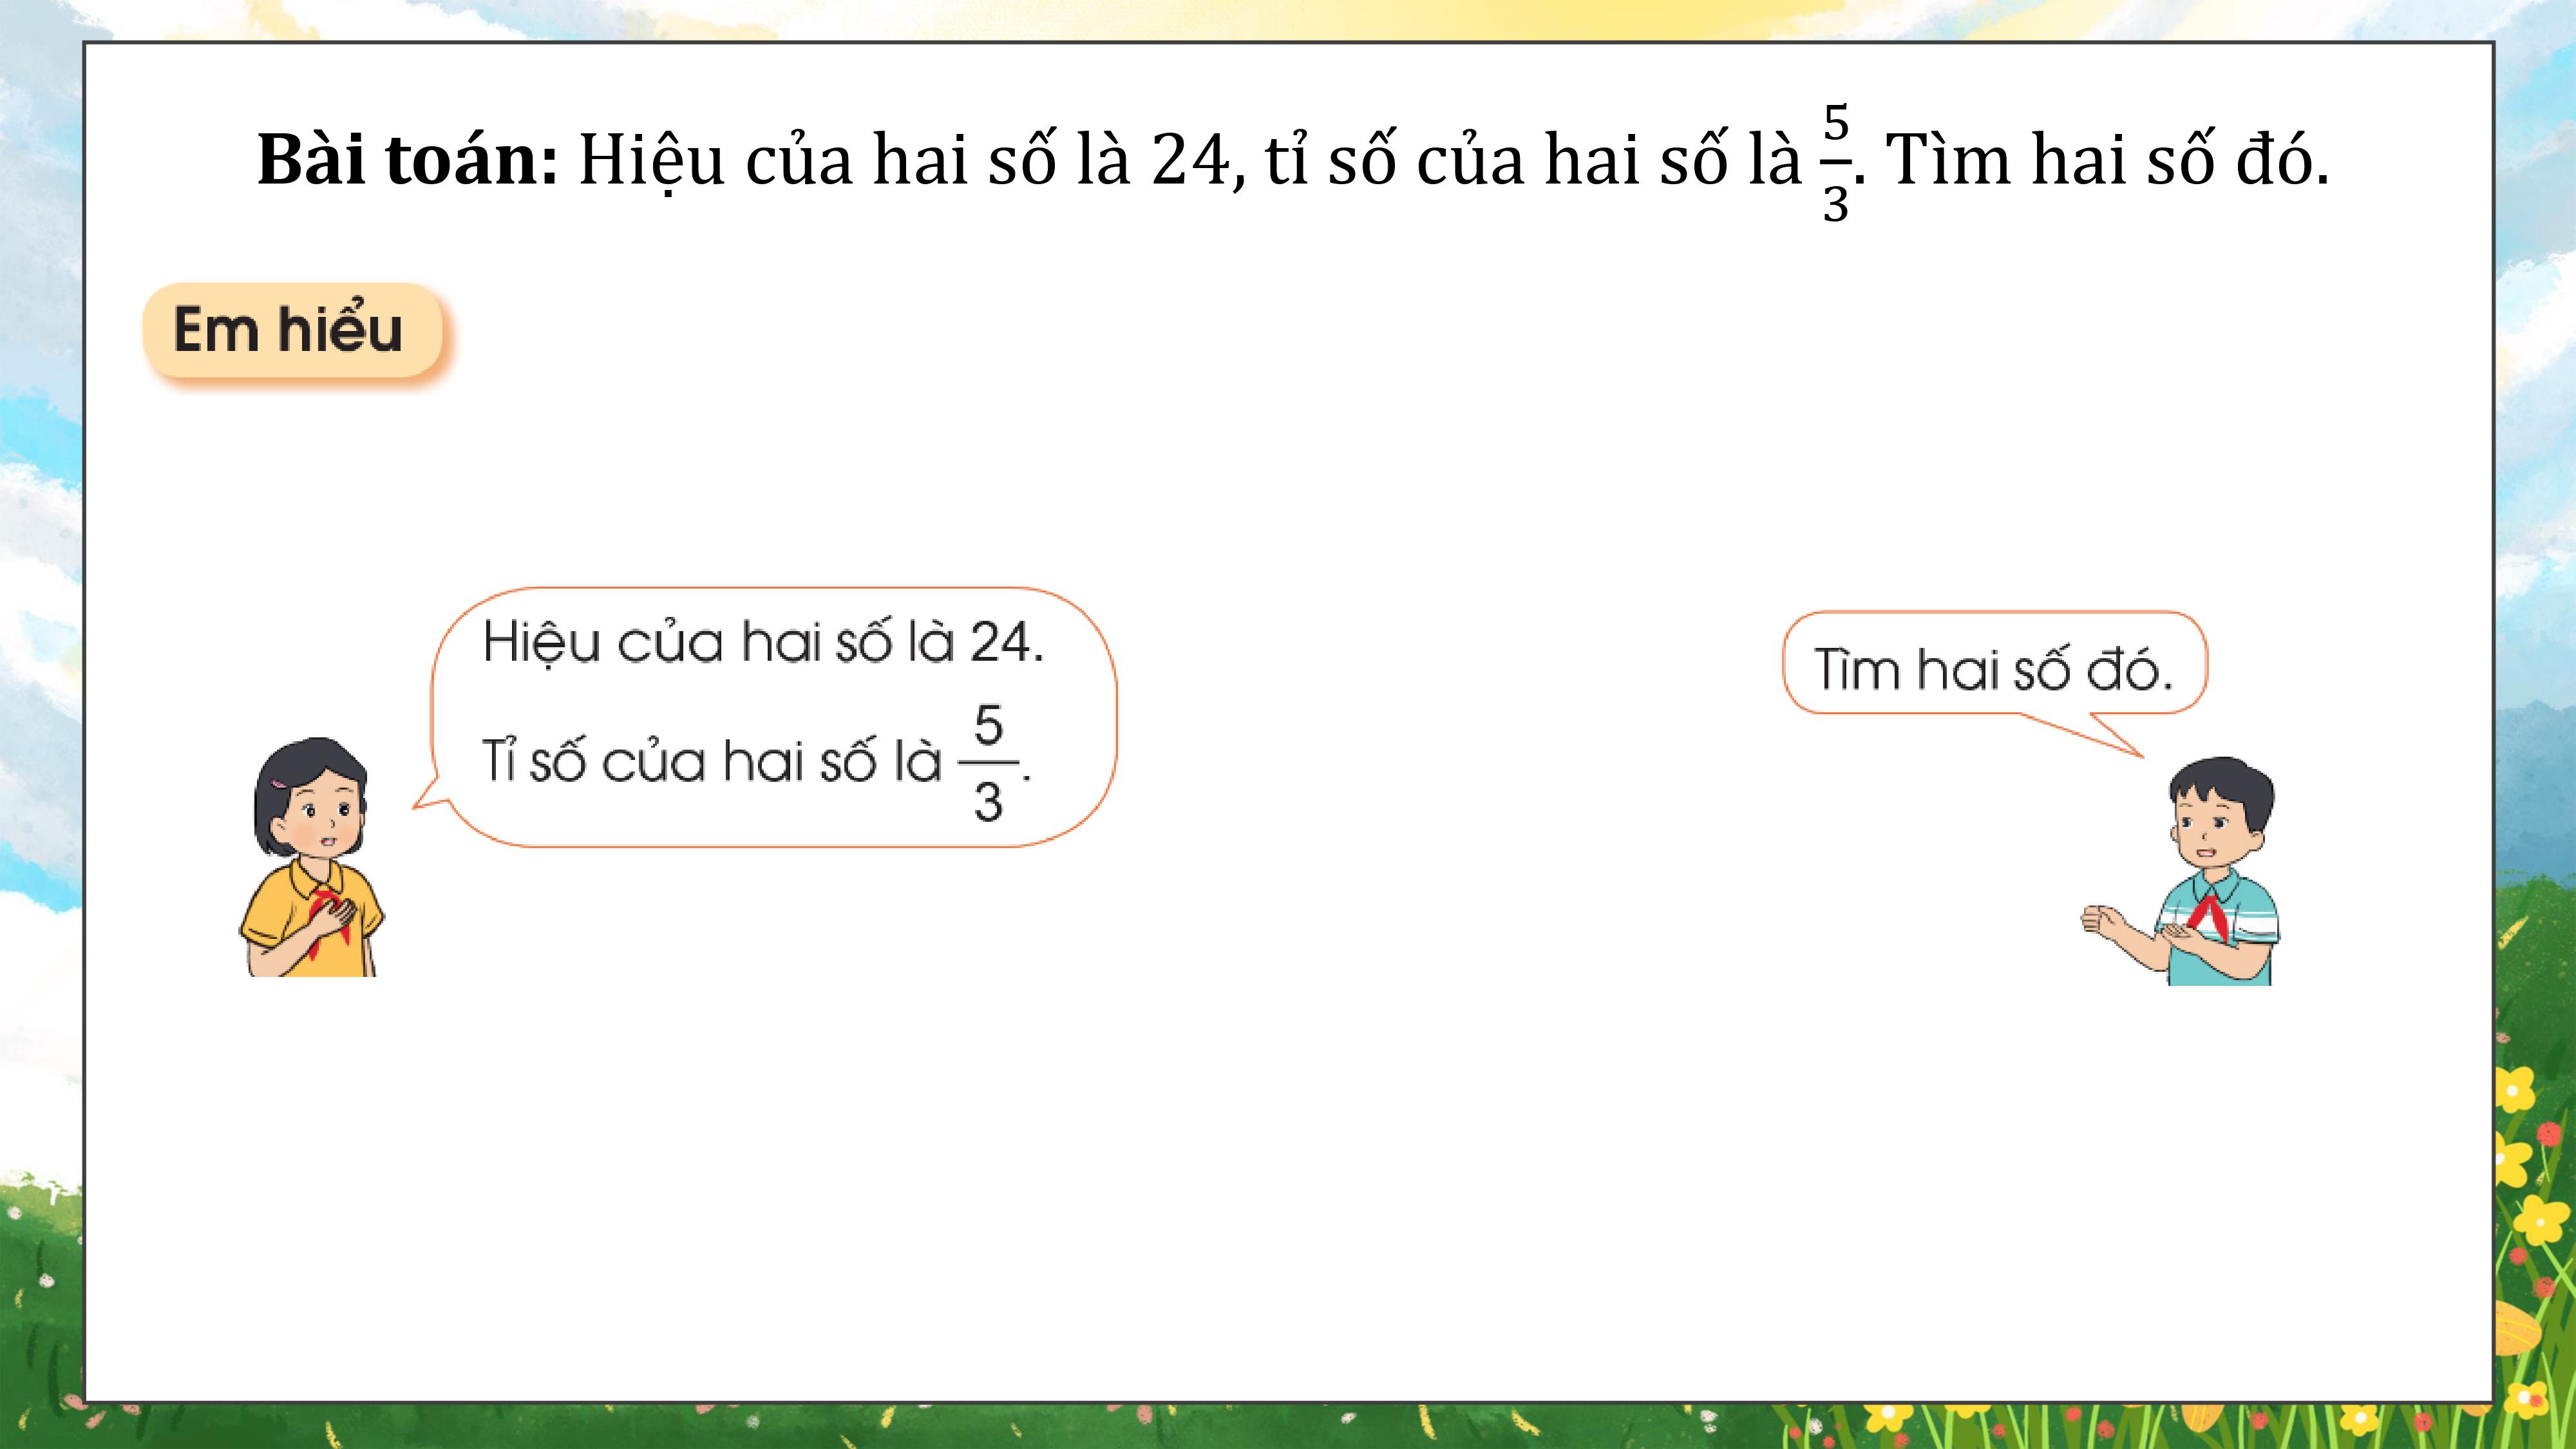 Bài toán: Hiệu của hai số là 24, tỉ số của hai số là 5/3. Tìm hai số đó.
Em hiểu
Hiệu của hai số là 24.
Tỉ số của hai số là 5/3.
Tìm hai số đó.